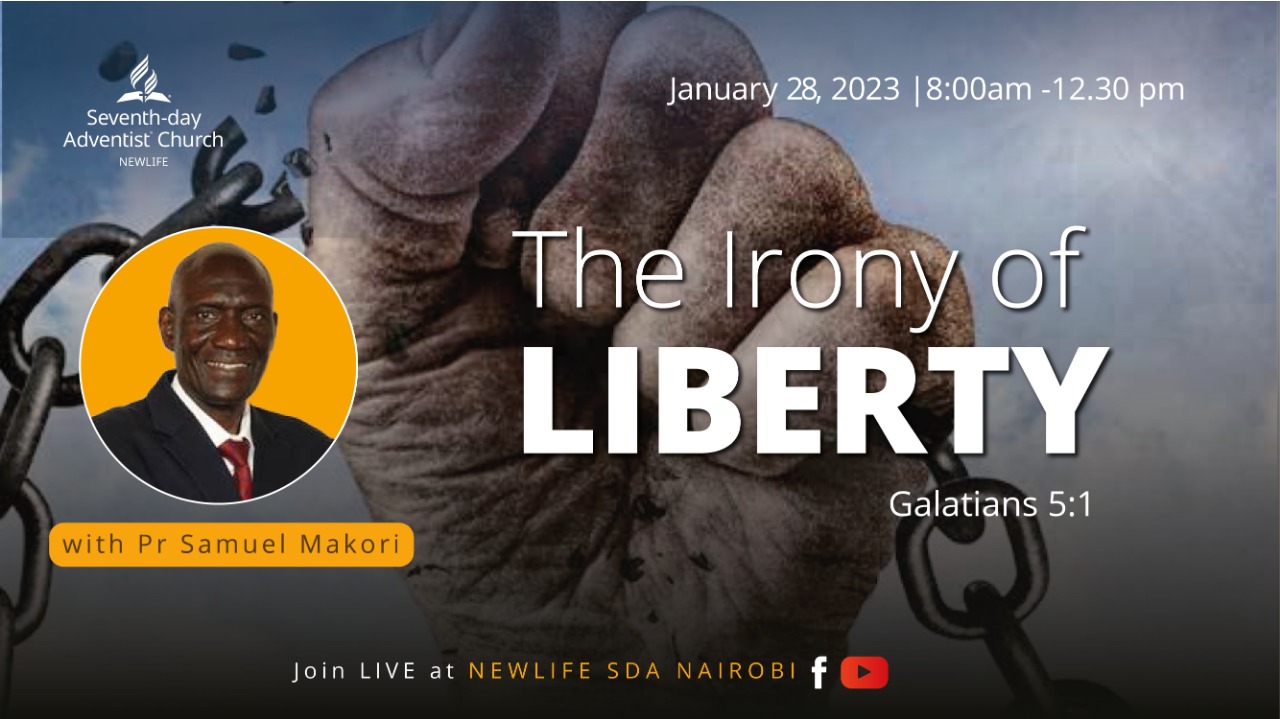 Seventh-day
Adventist Church
NEWLIFE
January 28, 2023 |8:00am -12.30 pm
The Irony of
LIBERTY
Galatians 5:1
with Pr Samuel Makori
Join LIVE at NEWLIFE SDA NAIROBI